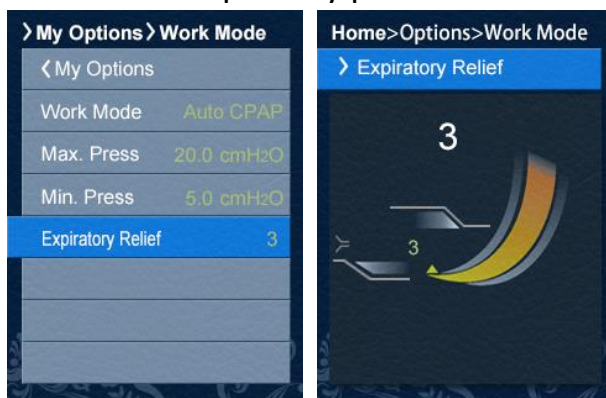 ❯My Options❯Work Mode
❮My Options
Work Mode Auto CPAP
Max. Press 20.0 cmH2O
Min. Press 5.0 cmH2O
Expiratory Relief 3
Home>Options>Work Mode
❯ Expiratory Relief
3
3